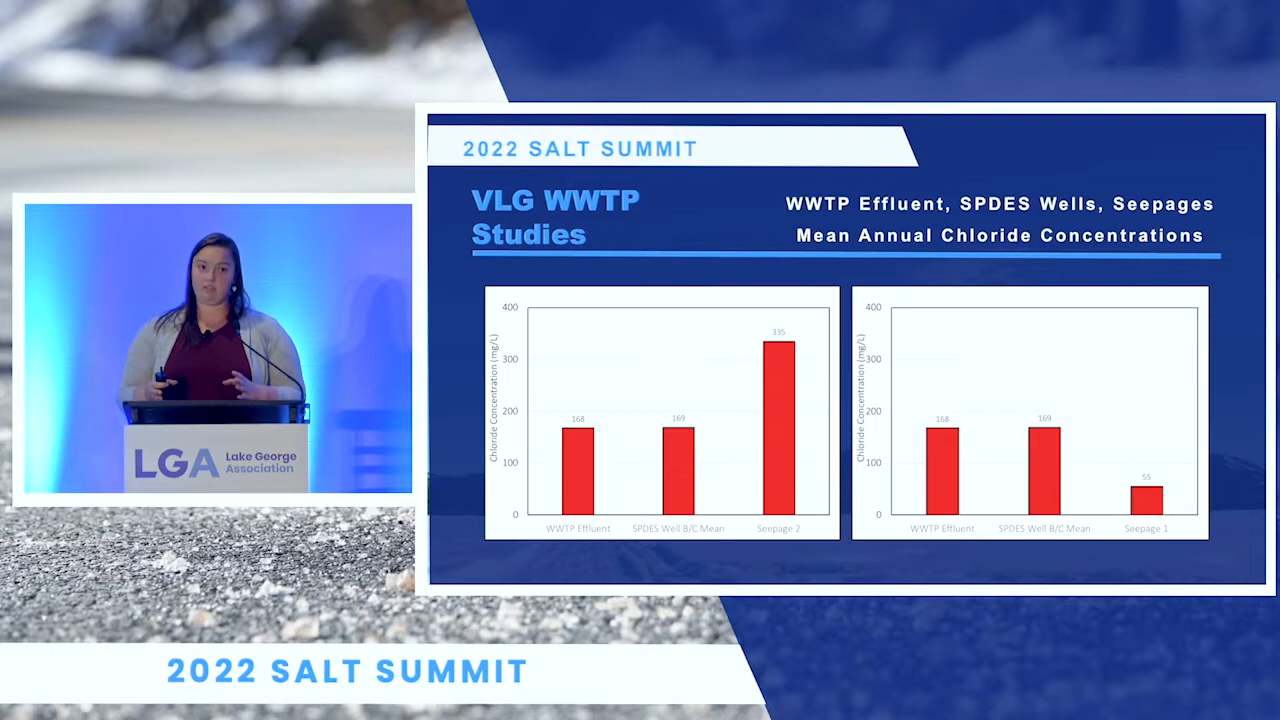 2022 SALT SUMMIT
VLG WWTP
Studies
WWTP Effluent, SPDES Wells, Seepages
Mean Annual Chloride Concentrations
Chloride Concentration (mg/L)
400
300
200
100
0
168
169
335
WWTP Effluent
SPDES Well B/C Mean
Seepage 2
Chloride Concentration (mg/L)
400
300
200
100
0
168
169
55
WWTP Effluent
SPDES Well B/C Mean
Seepage 1
LGA
Lake George
Association
2022 SALT SUMMIT